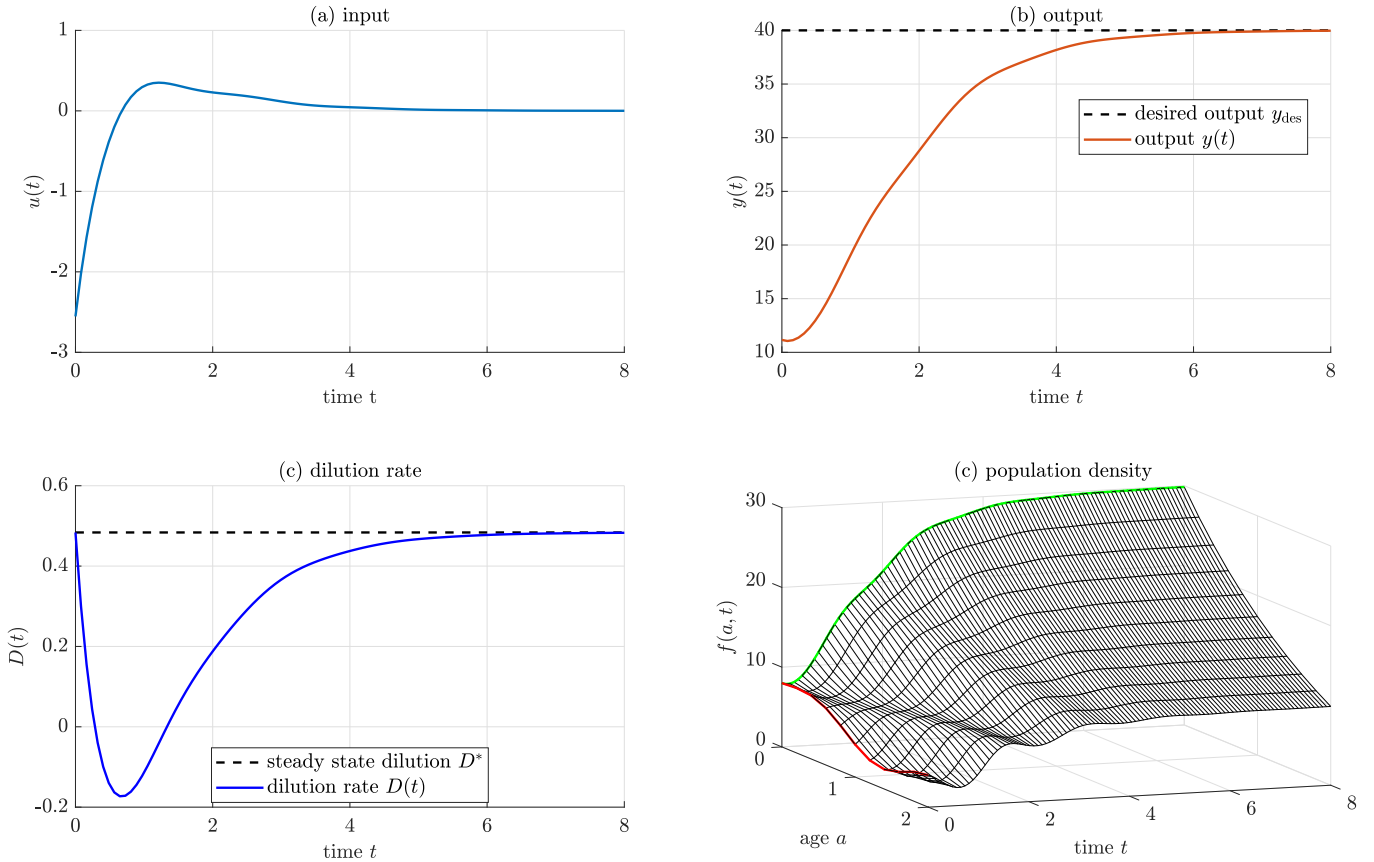 (a) input
1
0
-1
-2
-3
u(t)
0
2
4
6
8
time t
(b) output
40
35
30
25
20
15
10
y(t)
desired output y_des
output y(t)
0
2
4
6
8
time t
(c) dilution rate
0.6
0.4
0.2
0
-0.2
D(t)
steady state dilution D*
dilution rate D(t)
0
2
4
6
8
time t
(c) population density
30
20
10
0
f(a, t)
0
1
2
age a
0
2
4
6
8
time t